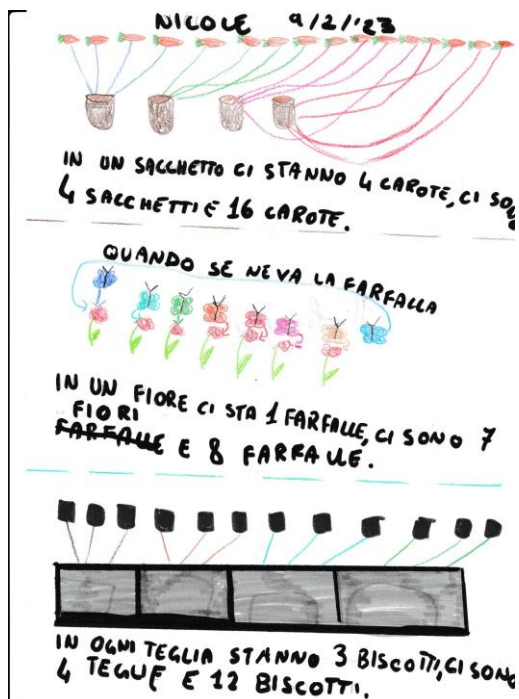 NICOLE 9/2/'23
IN UN SACCHETTO CI STANNO 4 CAROTE, CI SONO
4 SACCHETTI E 16 CAROTE.
QUANDO SE NEVA LA FARFALLA
IN UN FIORE CI STA 1 FARFALLE, CI SONO 7
FIORI
FARFALLE E 8 FARFALLE.
IN OGNI TEGLIA STANNO 3 BISCOTTI, CI SONO
4 TEGLIE E 12 BISCOTTI.